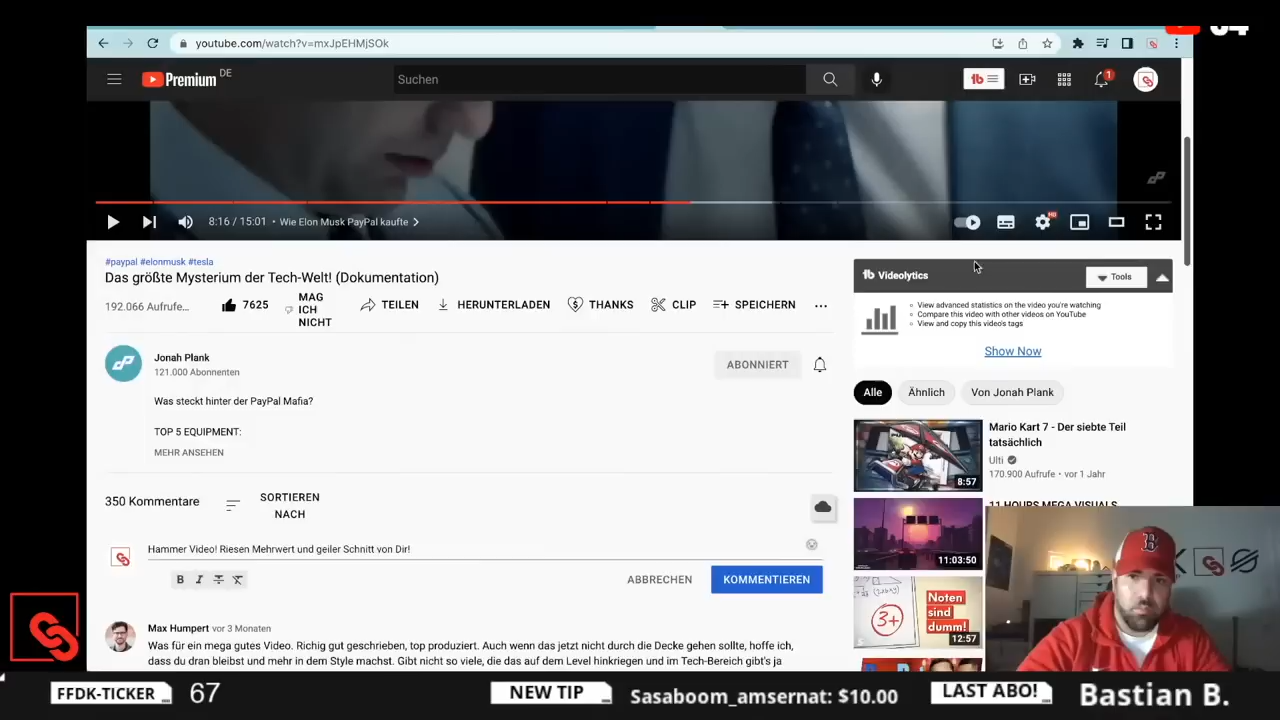 youtube.com/watch?v=mxJpEHMjSOk
Premium DE
Suchen
1
8:16 / 15:01 • Wie Elon Musk PayPal kaufte
HD
#paypal #elonmusk #tesla
Das größte Mysterium der Tech-Welt! (Dokumentation)
192.066 Aufrufe...
7625
MAG ICH NICHT
TEILEN
HERUNTERLADEN
THANKS
CLIP
SPEICHERN
Jonah Plank
121.000 Abonnenten
ABONNIERT
Was steckt hinter der PayPal Mafia?
TOP 5 EQUIPMENT:
MEHR ANSEHEN
350 Kommentare
SORTIEREN NACH
Hammer Video! Riesen Mehrwert und geiler Schnitt von Dir!
B I T
ABBRECHEN
KOMMENTIEREN
Max Humpert vor 3 Monaten
Was für ein mega gutes Video. Richig gut geschrieben, top produziert. Auch wenn das jetzt nicht durch die Decke gehen sollte, hoffe ich,
dass du dran bleibst und mehr in dem Style machst. Gibt nicht so viele, die das auf dem Level hinkriegen und im Tech-Bereich gibt's ja
tb Videolytics
Tools
View advanced statistics on the video you're watching
Compare this video with other videos on YouTube
View and copy this video's tags
Show Now
Alle
Ähnlich
Von Jonah Plank
Mario Kart 7 - Der siebte Teil
tatsächlich
Ulti
170.900 Aufrufe • vor 1 Jahr
8:57
11 HOURS MEGA VISUALS
11:03:50
3+
Noten
sind
dumm!
12:57
B
FFDK-TICKER
67
NEW TIP
Sasaboom_amsernat: $10.00
LAST ABO!
Bastian B.